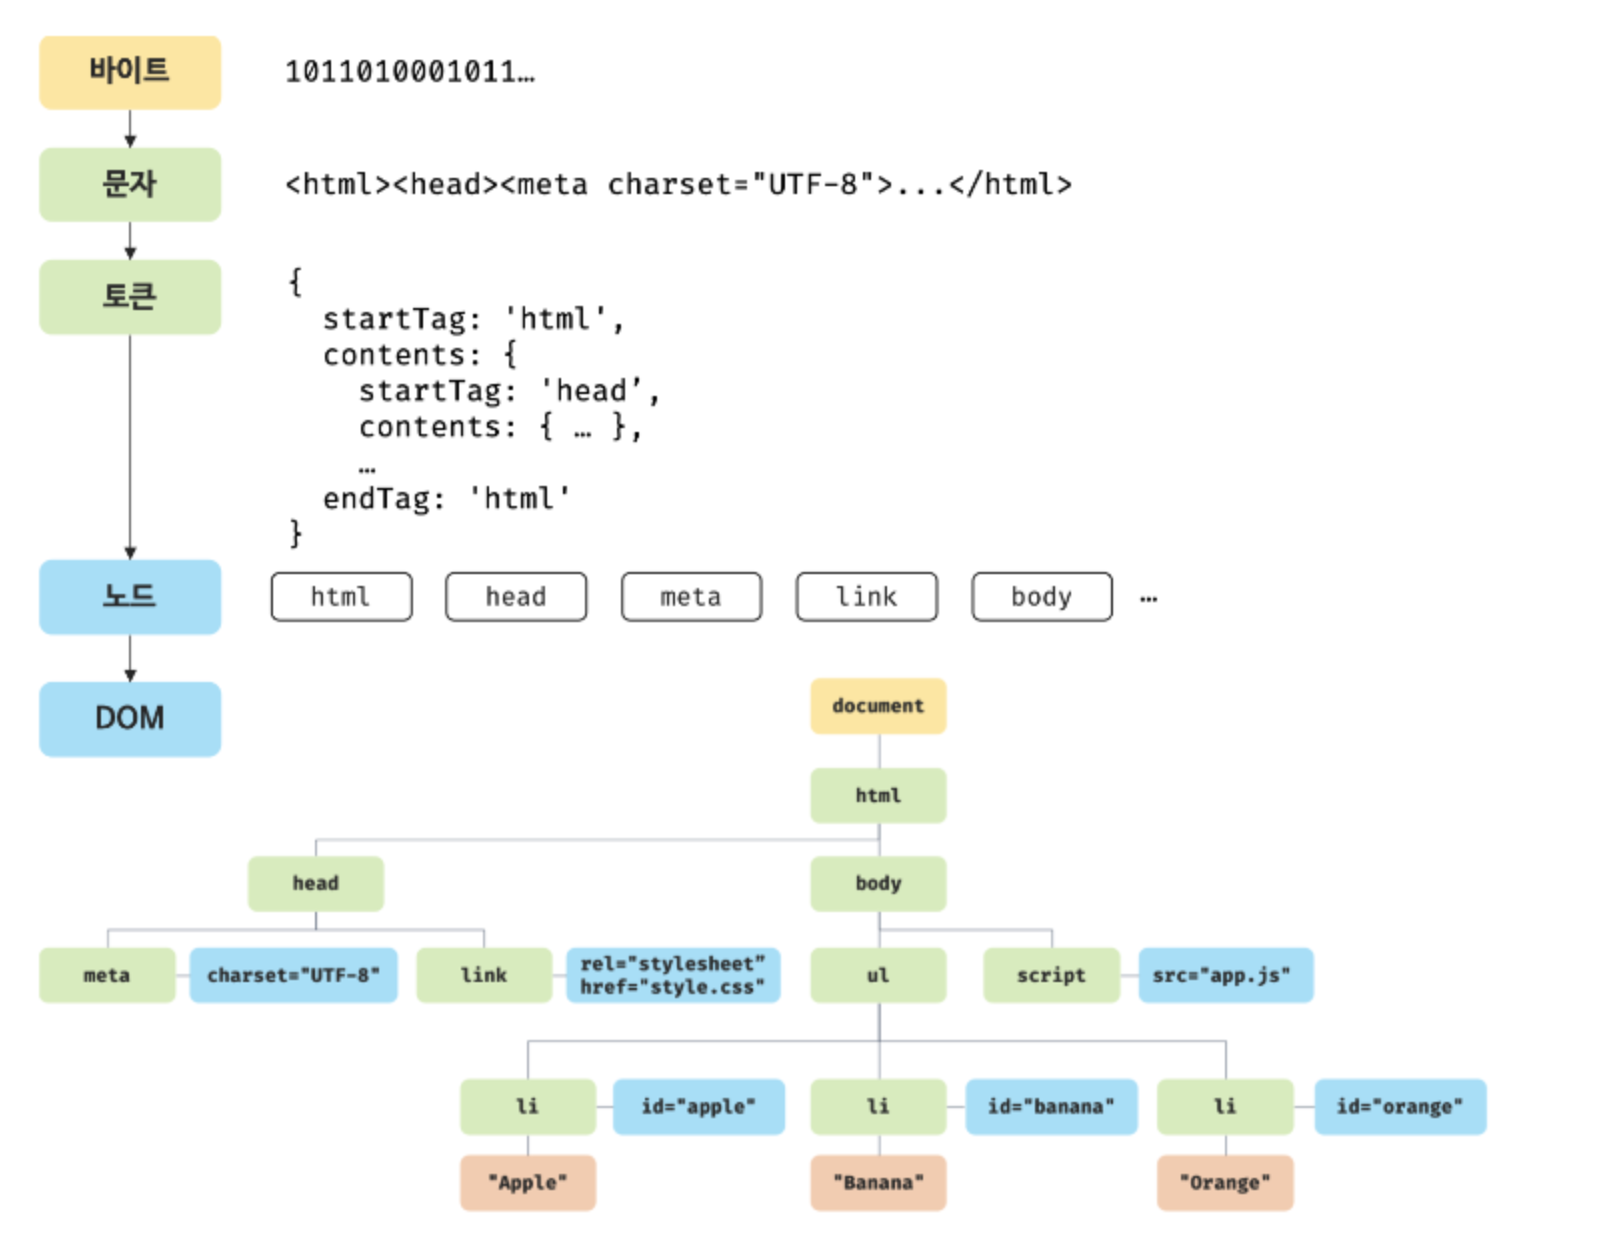 바이트
1011010001011…
문자
<html><head><meta charset="UTF-8">...</html>
토큰
{
startTag: 'html',
contents: {
startTag: 'head’,
contents: { … },
…
endTag: 'html'
}
노드
html head meta link body …
DOM
document
html
head body
meta charset="UTF-8" link rel="stylesheet” ul script src="app.js"
href="style.css"
li id="apple" li id="banana" li id="orange"
"Apple" "Banana" "Orange"